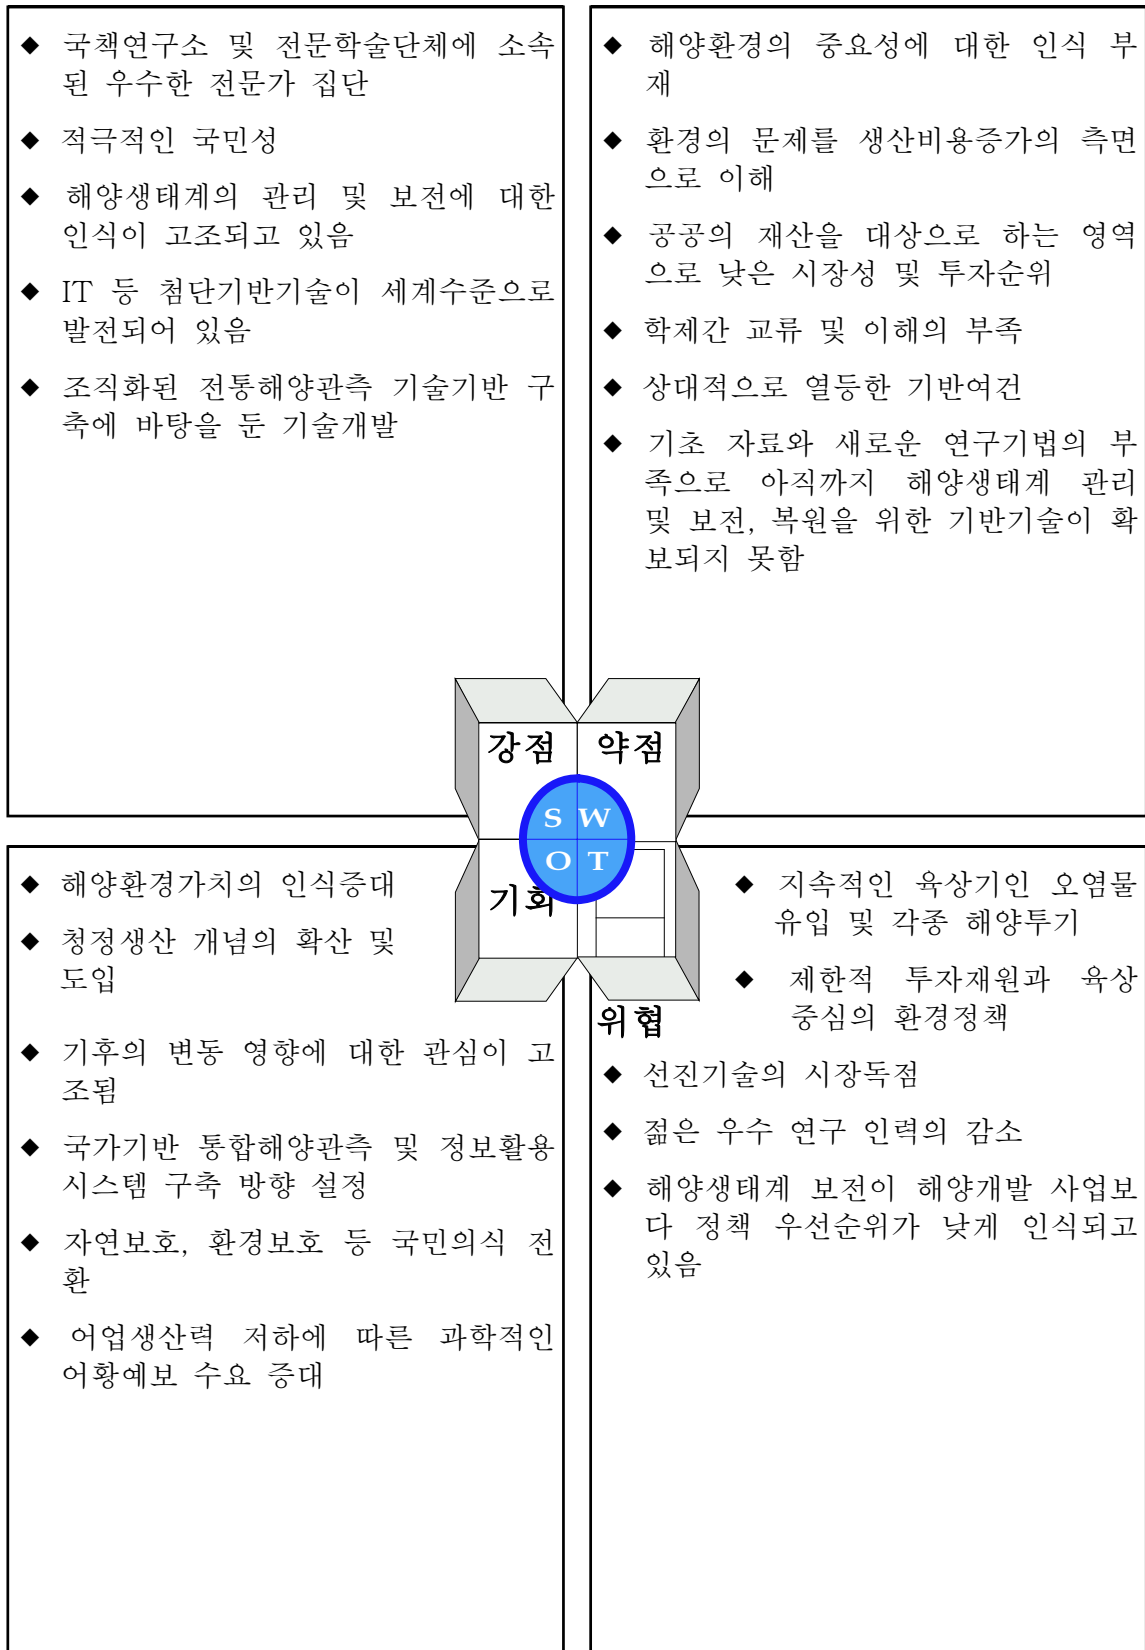 ◆ 국책연구소 및 전문학술단체에 소속
된 우수한 전문가 집단
◆ 적극적인 국민성
◆ 해양생태계의 관리 및 보전에 대한
인식이 고조되고 있음
◆ IT 등 첨단기반기술이 세계수준으로
발전되어 있음
◆ 조직화된 전통해양관측 기술기반 구
축에 바탕을 둔 기술개발
◆ 해양환경의 중요성에 대한 인식 부
재
◆ 환경의 문제를 생산비용증가의 측면
으로 이해
◆ 공공의 재산을 대상으로 하는 영역
으로 낮은 시장성 및 투자순위
◆ 학제간 교류 및 이해의 부족
◆ 상대적으로 열등한 기반여건
◆ 기초 자료와 새로운 연구기법의 부
족으로 아직까지 해양생태계 관리
및 보전, 복원을 위한 기반기술이 확
보되지 못함
강점 약점
S W
O T
기회
위협
◆ 해양환경가치의 인식증대
◆ 청정생산 개념의 확산 및
도입
◆ 기후의 변동 영향에 대한 관심이 고
조됨
◆ 국가기반 통합해양관측 및 정보활용
시스템 구축 방향 설정
◆ 자연보호, 환경보호 등 국민의식 전
환
◆ 어업생산력 저하에 따른 과학적인
어황예보 수요 증대
◆ 지속적인 육상기인 오염물
유입 및 각종 해양투기
◆ 제한적 투자재원과 육상
중심의 환경정책
◆ 선진기술의 시장독점
◆ 젊은 우수 연구 인력의 감소
◆ 해양생태계 보전이 해양개발 사업보
다 정책 우선순위가 낮게 인식되고
있음